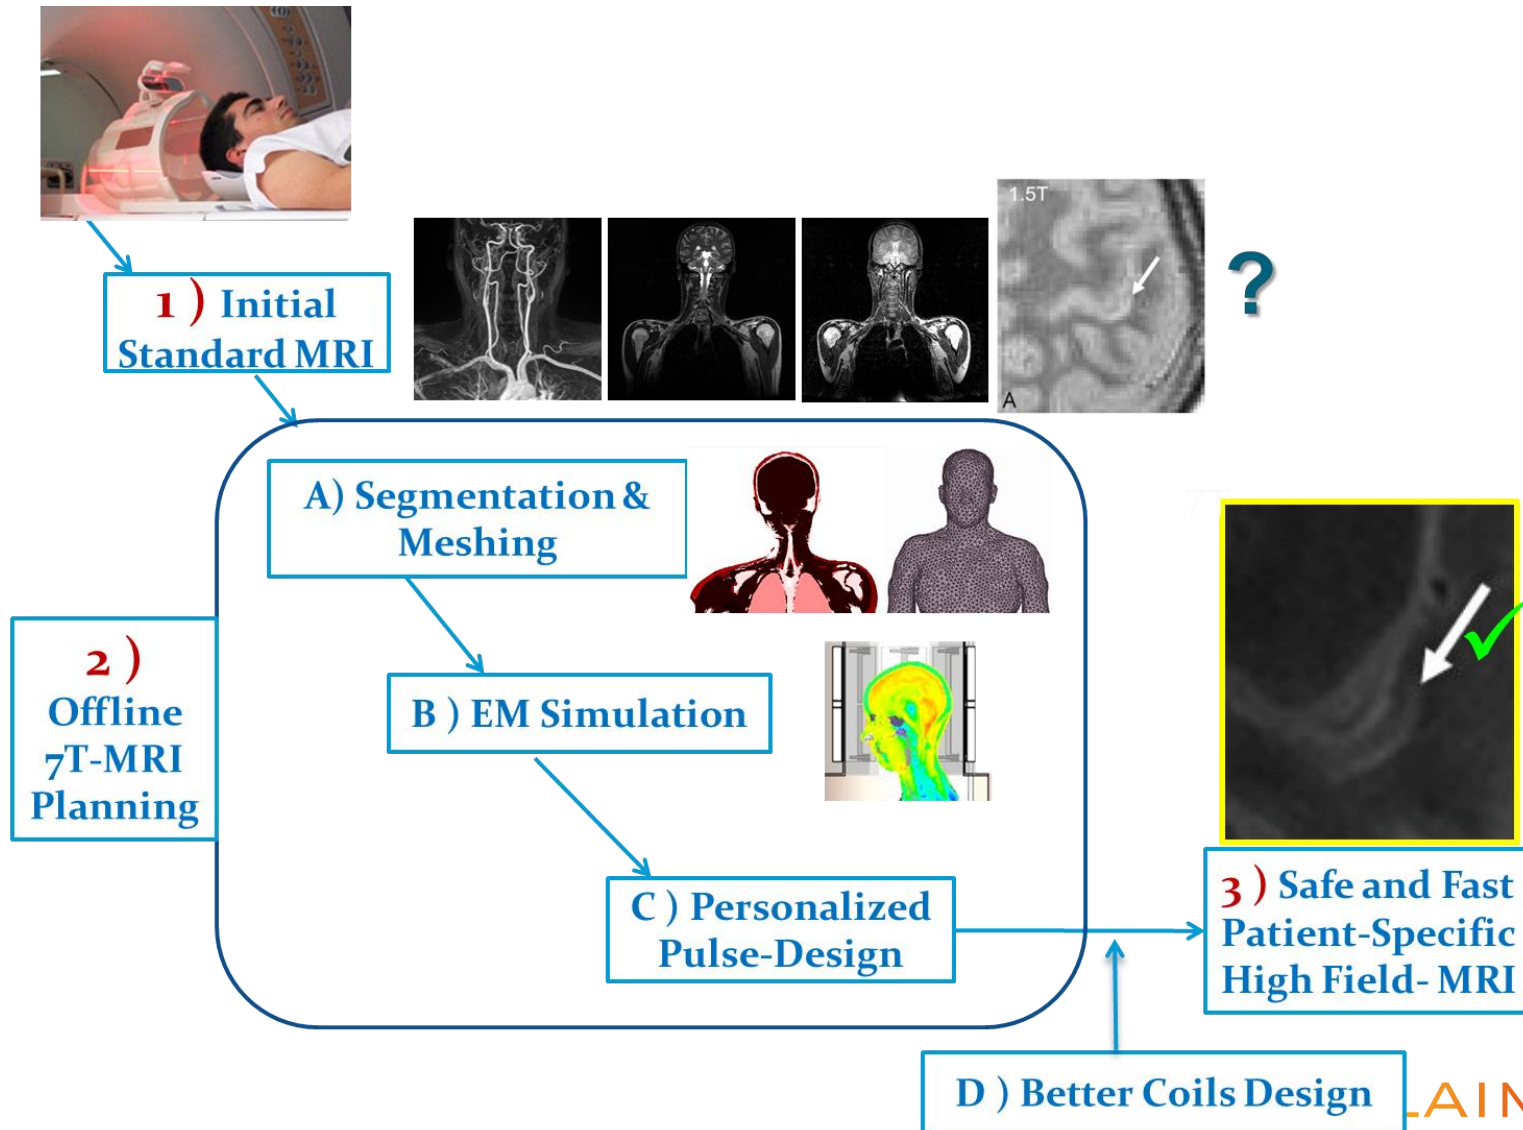 1 ) Initial
Standard MRI
1.5T
?
A
A) Segmentation &
Meshing
2 )
Offline
7T-MRI
Planning
B ) EM Simulation
C ) Personalized
Pulse-Design
3 ) Safe and Fast
Patient-Specific
High Field- MRI
D ) Better Coils Design